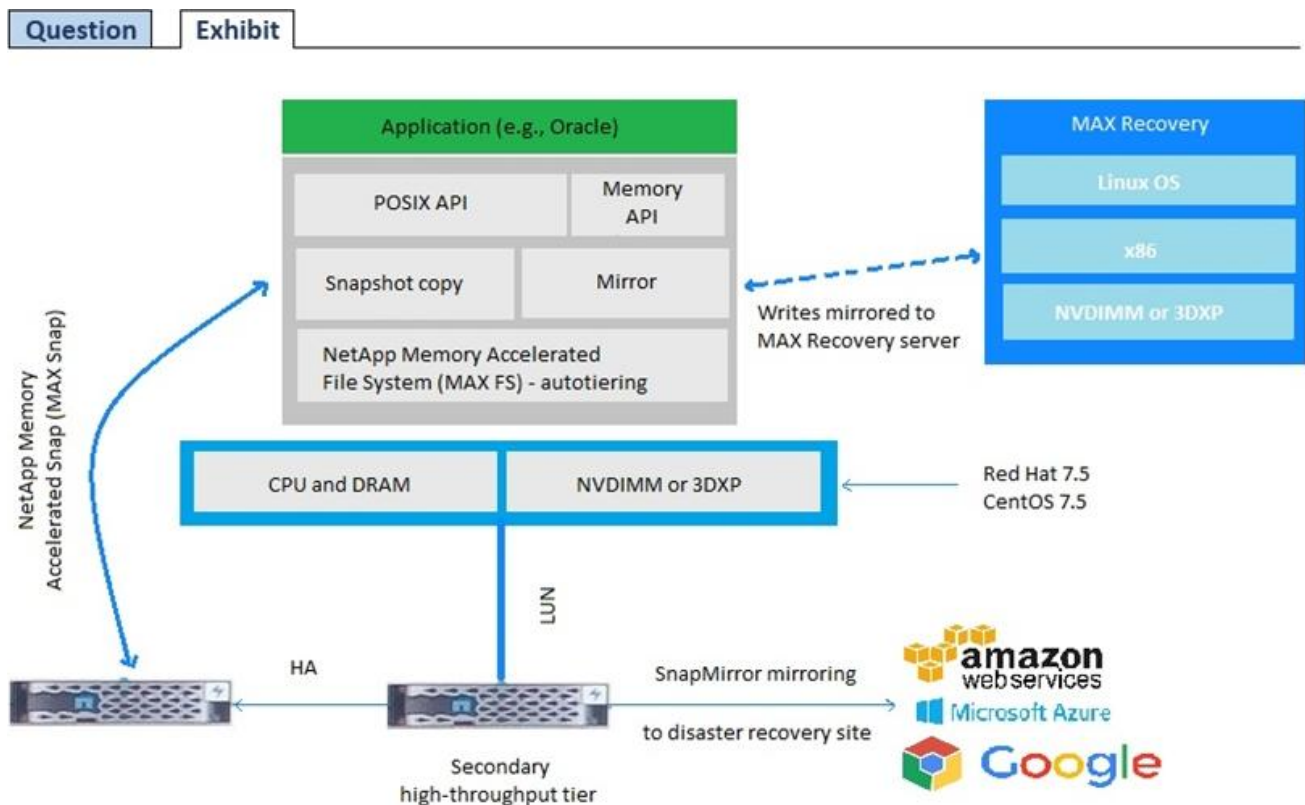 Question
Exhibit
Application (e.g., Oracle)
POSIX API
Memory
API
Snapshot copy
Mirror
NetApp Memory Accelerated
File System (MAX FS) - autotiering
MAX Recovery
Linux OS
x86
NVDIMM or 3DXP
Writes mirrored to
MAX Recovery server
NetApp Memory
Accelerated Snap (MAX Snap)
CPU and DRAM
NVDIMM or 3DXP
Red Hat 7.5
CentOS 7.5
LUN
HA
SnapMirror mirroring
to disaster recovery site
Secondary
high-throughput tier
amazon
webservices
Microsoft Azure
Google